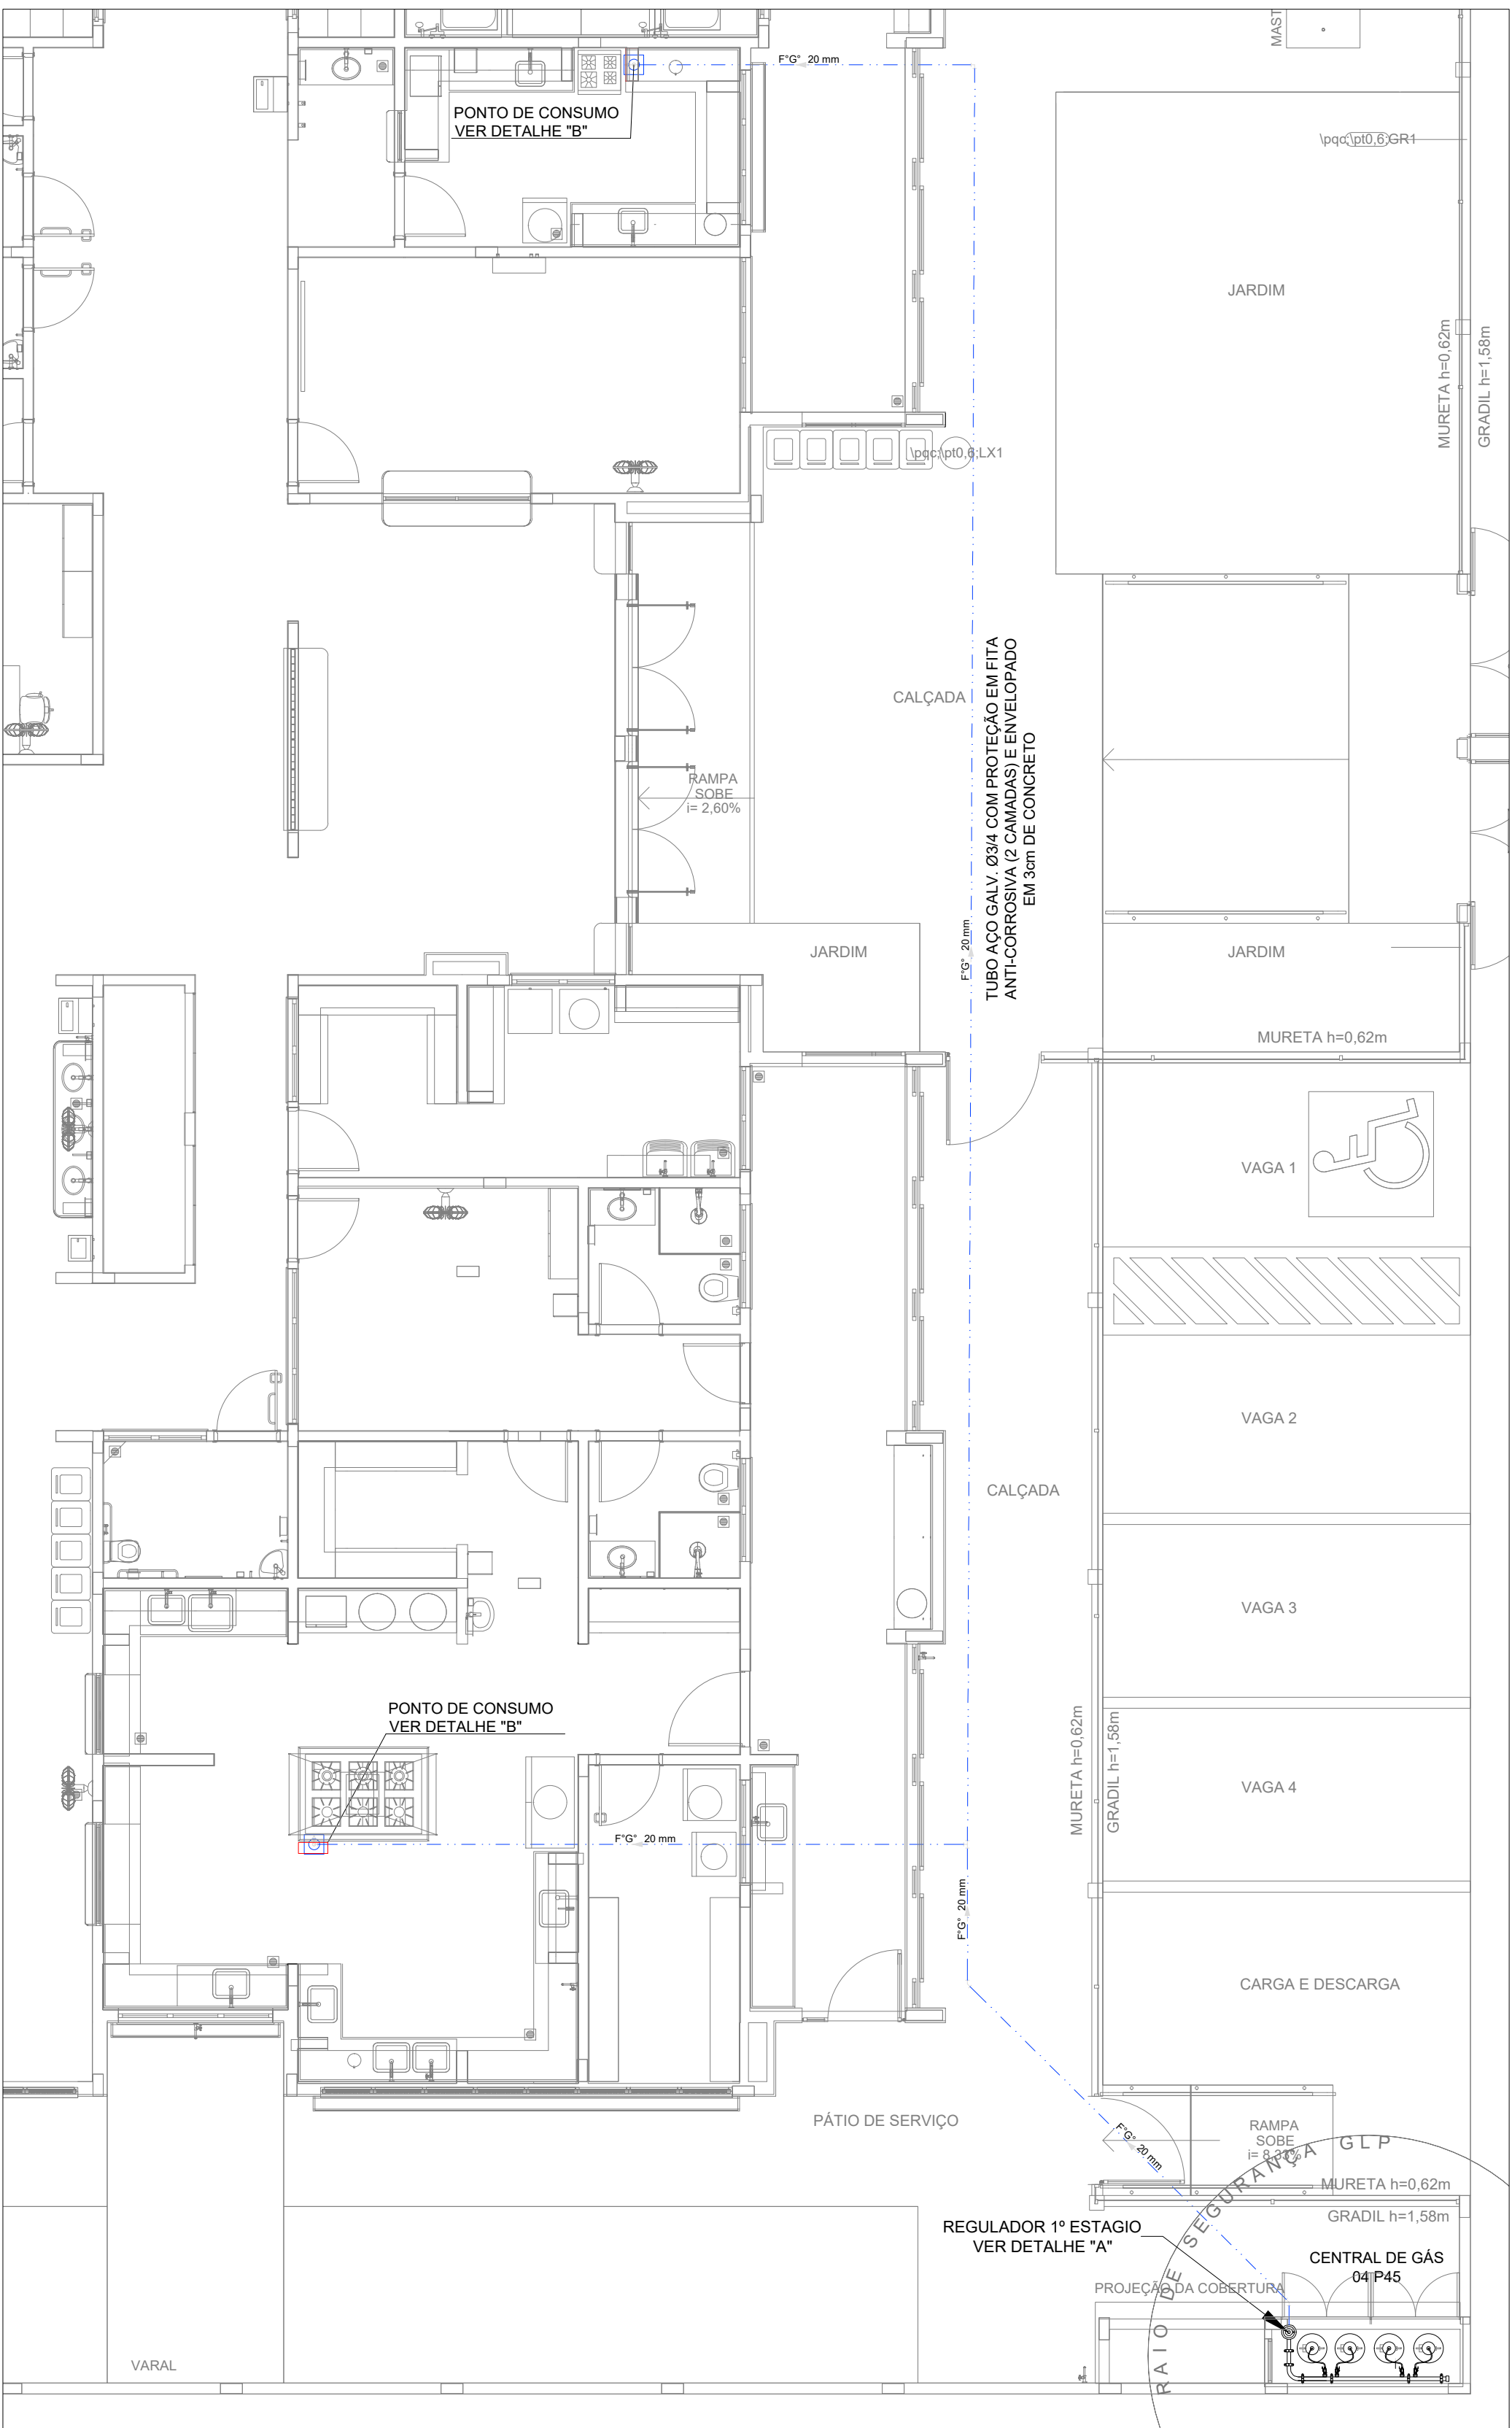 MAST
F°G° 20 mm
PONTO DE CONSUMO
VER DETALHE "B"
\pqc;\pt0,6;GR1
JARDIM
MURETA h=0,62m
GRADIL h=1,58m
\pqc;\pt0,6;LX1
CALÇADA
TUBO AÇO GALV. Ø3/4 COM PROTEÇÃO EM FITA
ANTI-CORROSIVA (2 CAMADAS) E ENVELOPADO
EM 3cm DE CONCRETO
RAMPA
SOBE
i= 2,60%
F°G° 20 mm
JARDIM
JARDIM
MURETA h=0,62m
VAGA 1
VAGA 2
CALÇADA
VAGA 3
PONTO DE CONSUMO
VER DETALHE "B"
MURETA h=0,62m
GRADIL h=1,58m
VAGA 4
F°G° 20 mm
F°G° 20 mm
CARGA E DESCARGA
PÁTIO DE SERVIÇO
F°G° 20 mm
RAMPA
SOBE
i= 8,33%
RAIO DE SEGURANÇA GLP
MURETA h=0,62m
GRADIL h=1,58m
REGULADOR 1º ESTAGIO
VER DETALHE "A"
CENTRAL DE GÁS
04 P45
PROJEÇÃO DA COBERTURA
VARAL